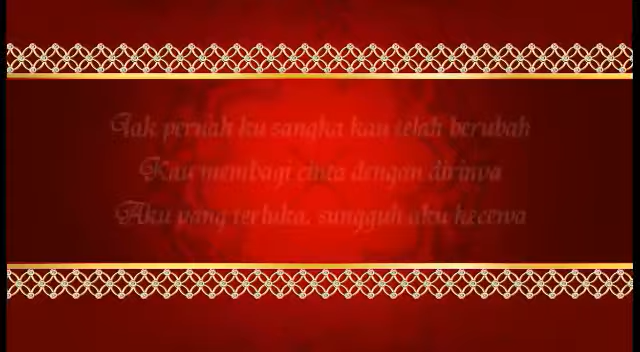 Tak pernah ku sangka kau telah berubah
Kau membagi cinta dengan dirinya
Aku yang terluka, sungguh aku kecewa